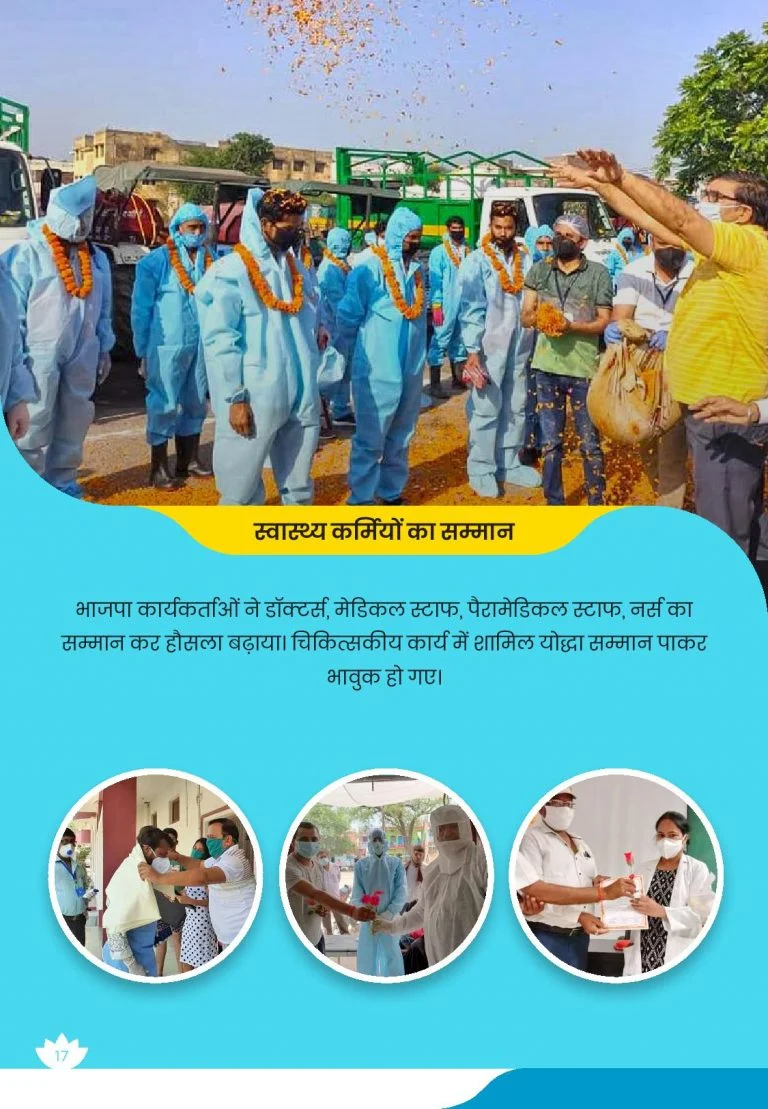 स्वास्थ्य कर्मियों का सम्मान
भाजपा कार्यकर्ताओं ने डॉक्टर्स, मेडिकल स्टाफ, पैरामेडिकल स्टाफ, नर्स का
सम्मान कर हौसला बढ़ाया। चिकित्सकीय कार्य में शामिल योद्धा सम्मान पाकर
भावुक हो गए।
17